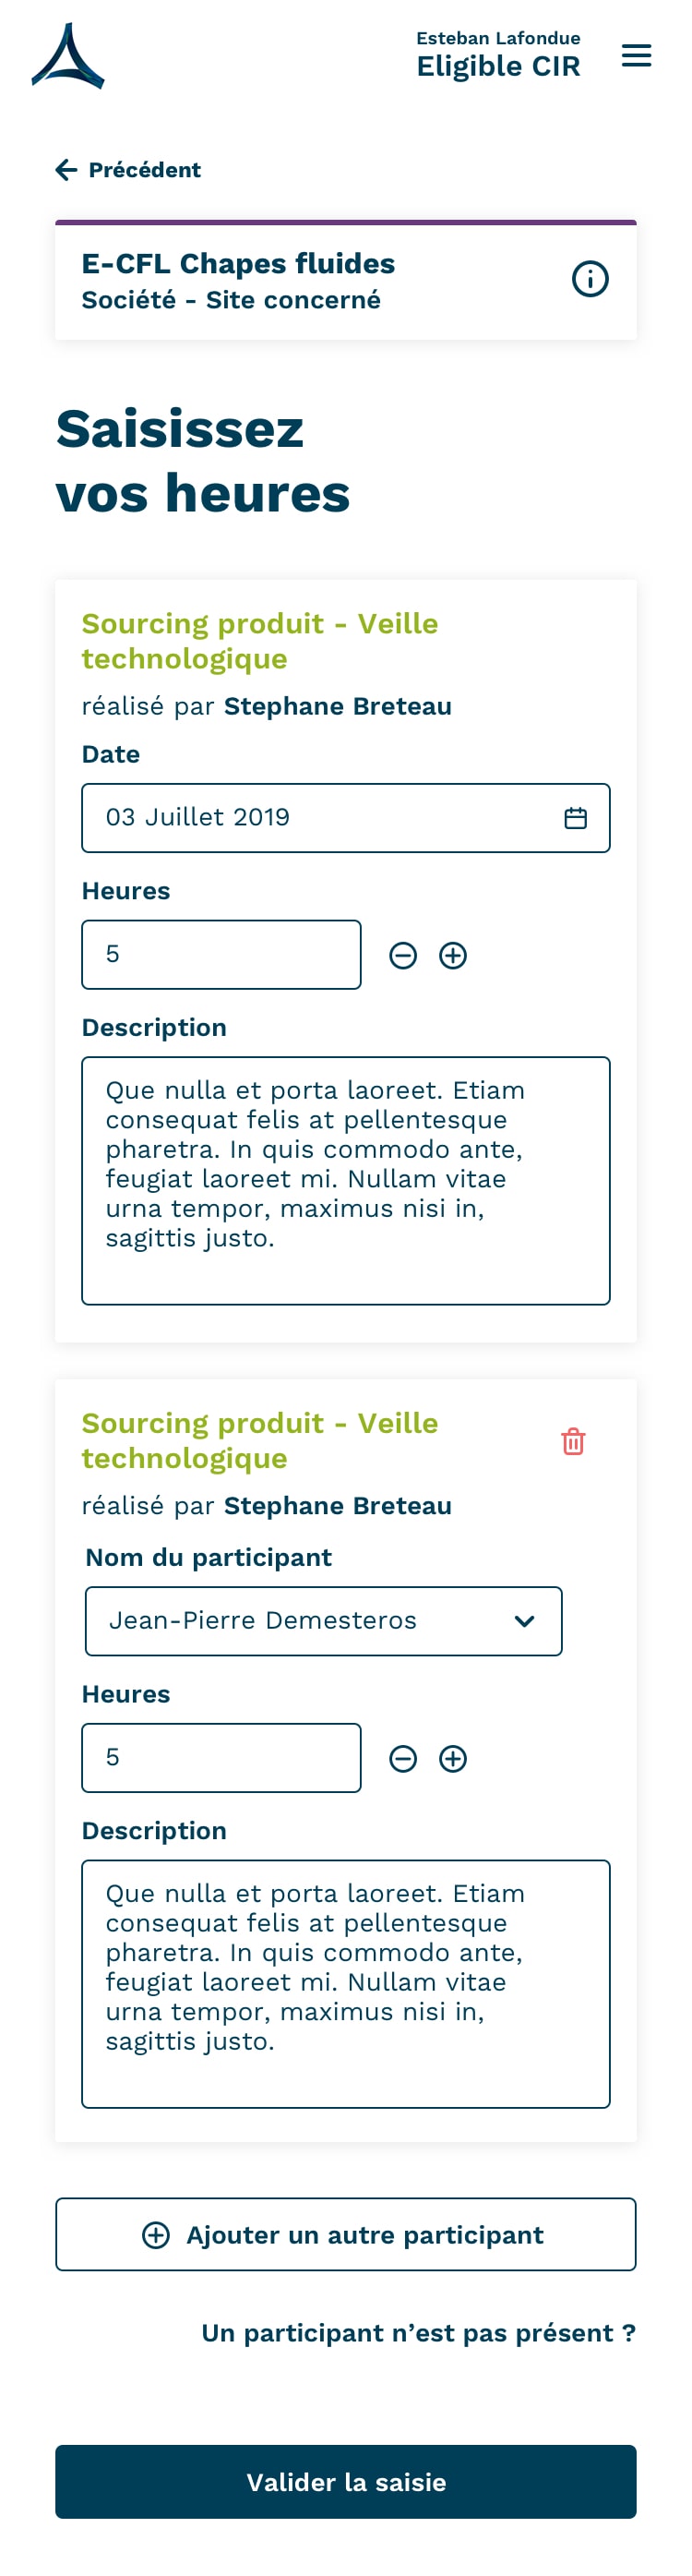 Esteban Lafondue
Eligible CIR
Précédent
E-CFL Chapes fluides
Société - Site concerné
Saisissez
vos heures
Sourcing produit - Veille
technologique
réalisé par Stephane Breteau
Date
03 Juillet 2019
Heures
5
Description
Que nulla et porta laoreet. Etiam
consequat felis at pellentesque
pharetra. In quis commodo ante,
feugiat laoreet mi. Nullam vitae
urna tempor, maximus nisi in,
sagittis justo.
Sourcing produit - Veille
technologique
réalisé par Stephane Breteau
Nom du participant
Jean-Pierre Demesteros
Heures
5
Description
Que nulla et porta laoreet. Etiam
consequat felis at pellentesque
pharetra. In quis commodo ante,
feugiat laoreet mi. Nullam vitae
urna tempor, maximus nisi in,
sagittis justo.
Ajouter un autre participant
Un participant n’est pas présent ?
Valider la saisie